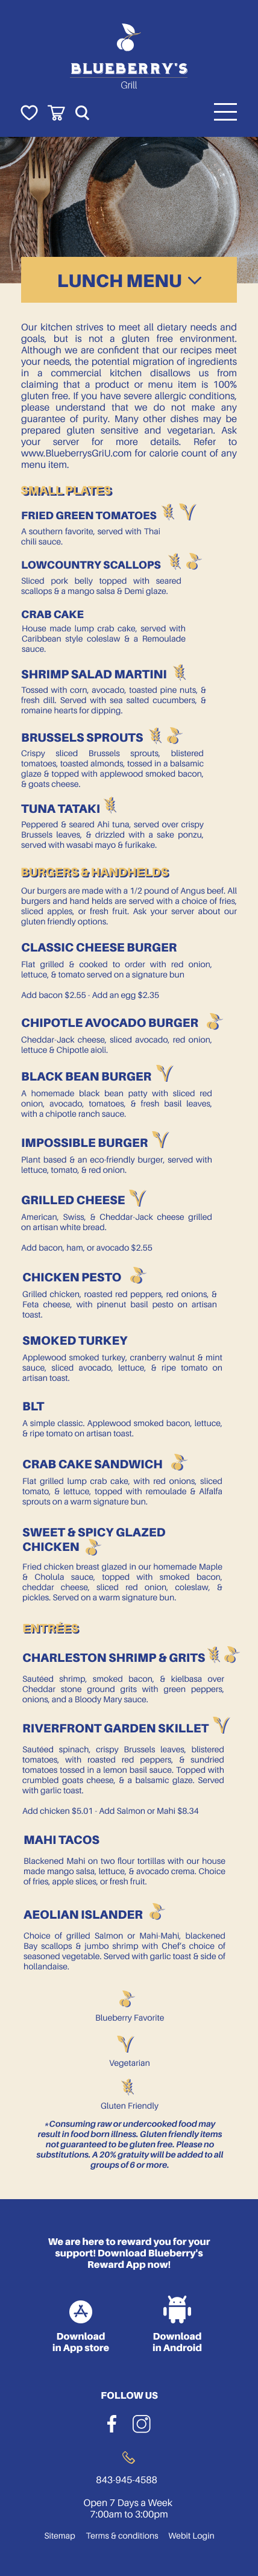 BLUEBERRY'S
Grill
LUNCH MENU
Our kitchen strives to meet all dietary needs and
goals, but is not a gluten free environment.
Although we are confident that our recipes meet
your needs, the potential migration of ingredients
in a commercial kitchen disallows us from
claiming that a product or menu item is 100%
gluten free. If you have severe allergic conditions,
please understand that we do not make any
guarantee of purity. Many other dishes may be
prepared gluten sensitive and vegetarian. Ask
your server for more details. Refer to
www.BlueberrysGriU.com for calorie count of any
menu item.
SMALL PLATES
FRIED GREEN TOMATOES
A southern favorite, served with Thai
chili sauce.
LOWCOUNTRY SCALLOPS
Sliced pork belly topped with seared
scallops & a mango salsa & Demi glaze.
CRAB CAKE
House made lump crab cake, served with
Caribbean style coleslaw & a Remoulade
sauce.
SHRIMP SALAD MARTINI
Tossed with corn, avocado, toasted pine nuts, &
fresh dill. Served with sea salted cucumbers, &
romaine hearts for dipping.
BRUSSELS SPROUTS
Crispy sliced Brussels sprouts, blistered
tomatoes, toasted almonds, tossed in a balsamic
glaze & topped with applewood smoked bacon,
& goats cheese.
TUNA TATAKI
Peppered & seared Ahi tuna, served over crispy
Brussels leaves, & drizzled with a sake ponzu,
served with wasabi mayo & furikake.
BURGERS & HANDHELDS
Our burgers are made with a 1/2 pound of Angus beef. All
burgers and hand helds are served with a choice of fries,
sliced apples, or fresh fruit. Ask your server about our
gluten friendly options.
CLASSIC CHEESE BURGER
Flat grilled & cooked to order with red onion,
lettuce, & tomato served on a signature bun
Add bacon $2.55 - Add an egg $2.35
CHIPOTLE AVOCADO BURGER
Cheddar-Jack cheese, sliced avocado, red onion,
lettuce & Chipotle aioli.
BLACK BEAN BURGER
A homemade black bean patty with sliced red
onion, avocado, tomatoes, & fresh basil leaves,
with a chipotle ranch sauce.
IMPOSSIBLE BURGER
Plant based & an eco-friendly burger, served with
lettuce, tomato, & red onion.
GRILLED CHEESE
American, Swiss, & Cheddar-Jack cheese grilled
on artisan white bread.
Add bacon, ham, or avocado $2.55
CHICKEN PESTO
Grilled chicken, roasted red peppers, red onions, &
Feta cheese, with pinenut basil pesto on artisan
toast.
SMOKED TURKEY
Applewood smoked turkey, cranberry walnut & mint
sauce, sliced avocado, lettuce, & ripe tomato on
artisan toast.
BLT
A simple classic. Applewood smoked bacon, lettuce,
& ripe tomato on artisan toast.
CRAB CAKE SANDWICH
Flat grilled lump crab cake, with red onions, sliced
tomato, & lettuce, topped with remoulade & Alfalfa
sprouts on a warm signature bun.
SWEET & SPICY GLAZED
CHICKEN
Fried chicken breast glazed in our homemade Maple
& Cholula sauce, topped with smoked bacon,
cheddar cheese, sliced red onion, coleslaw, &
pickles. Served on a warm signature bun.
ENTRÉES
CHARLESTON SHRIMP & GRITS
Sautéed shrimp, smoked bacon, & kielbasa over
Cheddar stone ground grits with green peppers,
onions, and a Bloody Mary sauce.
RIVERFRONT GARDEN SKILLET
Sautéed spinach, crispy Brussels leaves, blistered
tomatoes, with roasted red peppers, & sundried
tomatoes tossed in a lemon basil sauce. Topped with
crumbled goats cheese, & a balsamic glaze. Served
with garlic toast.
Add chicken $5.01 - Add Salmon or Mahi $8.34
MAHI TACOS
Blackened Mahi on two flour tortillas with our house
made mango salsa, lettuce, & avocado crema. Choice
of fries, apple slices, or fresh fruit.
AEOLIAN ISLANDER
Choice of grilled Salmon or Mahi-Mahi, blackened
Bay scallops & jumbo shrimp with Chef's choice of
seasoned vegetable. Served with garlic toast & side of
hollandaise.
Blueberry Favorite
Vegetarian
Gluten Friendly
*Consuming raw or undercooked food may
result in food born illness. Gluten friendly items
not guaranteed to be gluten free. Please no
substitutions. A 20% gratuity will be added to all
groups of 6 or more.
We are here to reward you for your
support! Download Blueberry's
Reward App now!
Download
in App store
Download
in Android
FOLLOW US
843-945-4588
Open 7 Days a Week
7:00am to 3:00pm
Sitemap Terms & conditions Webit Login